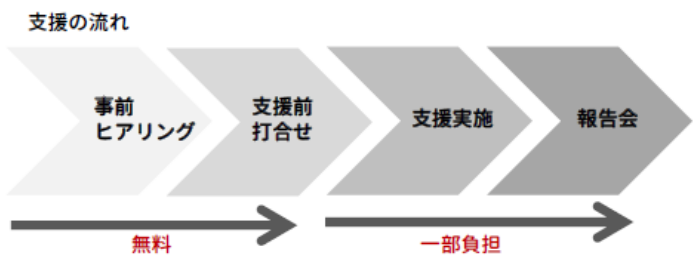 支援の流れ
事前
ヒアリング
支援前
打合せ
支援実施
報告会
無料
一部負担